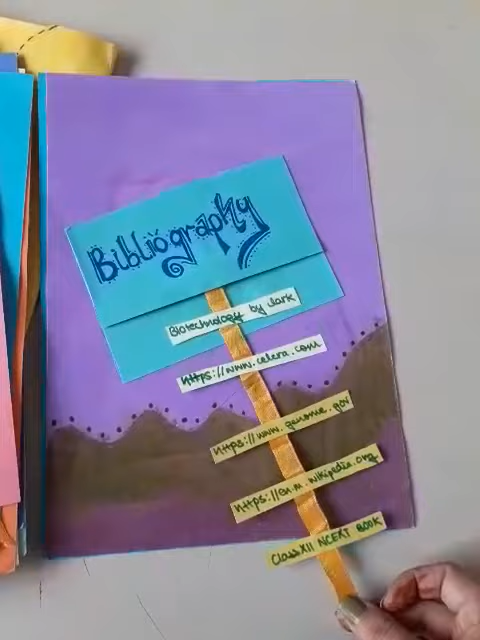 Bibliography
Biotechnology by clark
https://www.celera.com
https://www.genome.gov
https://en.m.wikipedia.org
Class XII NCERT BOOK